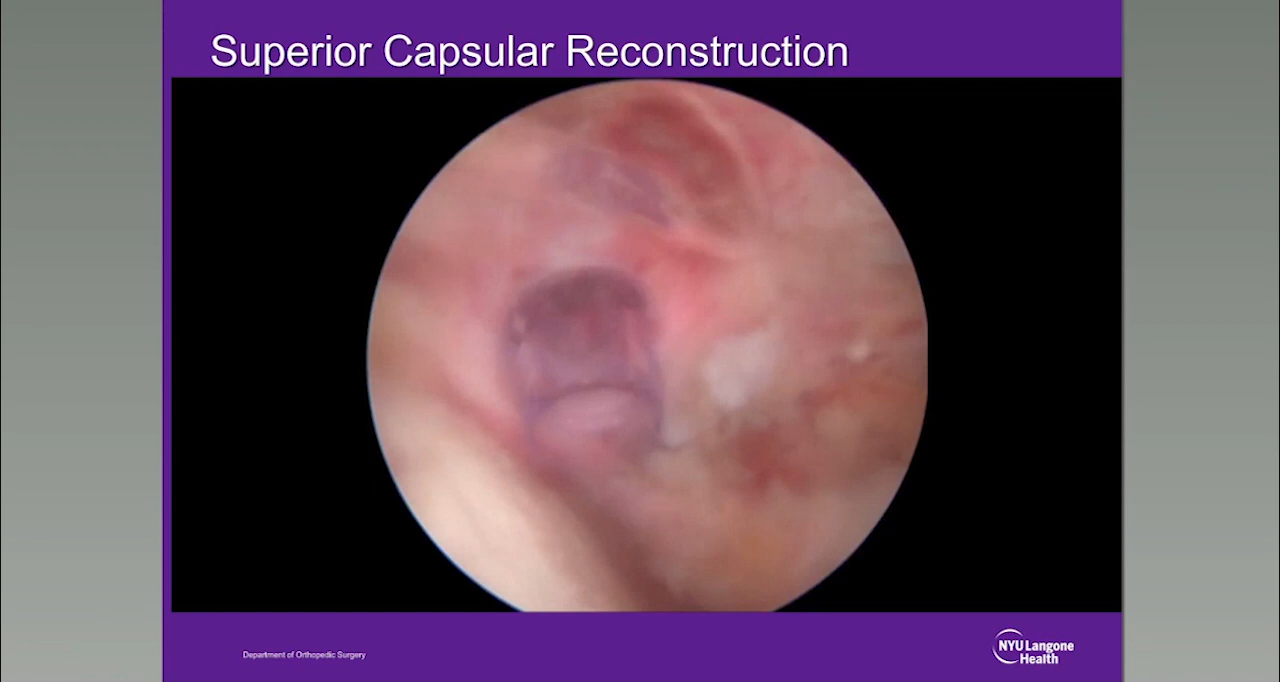 Superior Capsular Reconstruction
Department of Orthopedic Surgery
NYU Langone
Health